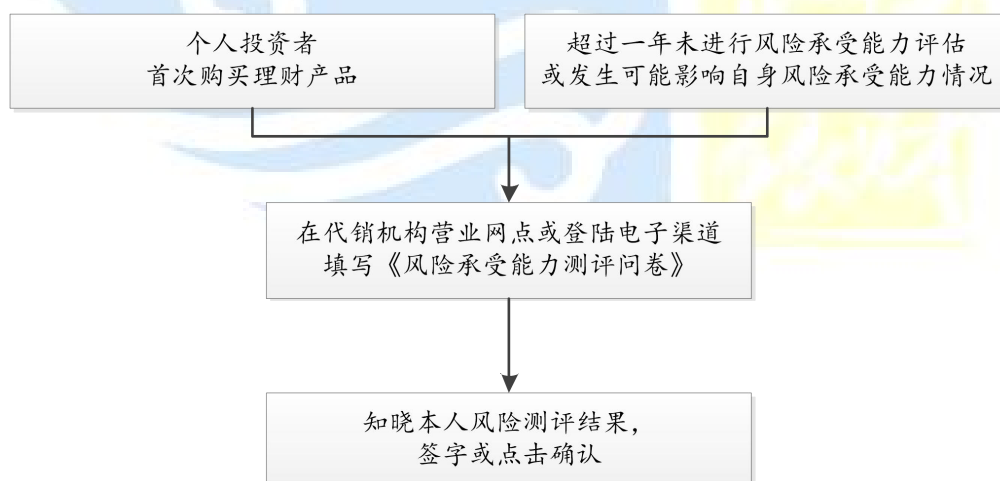 个人投资者
首次购买理财产品
超过一年未进行风险承受能力评估
或发生可能影响自身风险承受能力情况
在代销机构营业网点或登陆电子渠道
填写《风险承受能力测评问卷》
知晓本人风险测评结果，
签字或点击确认